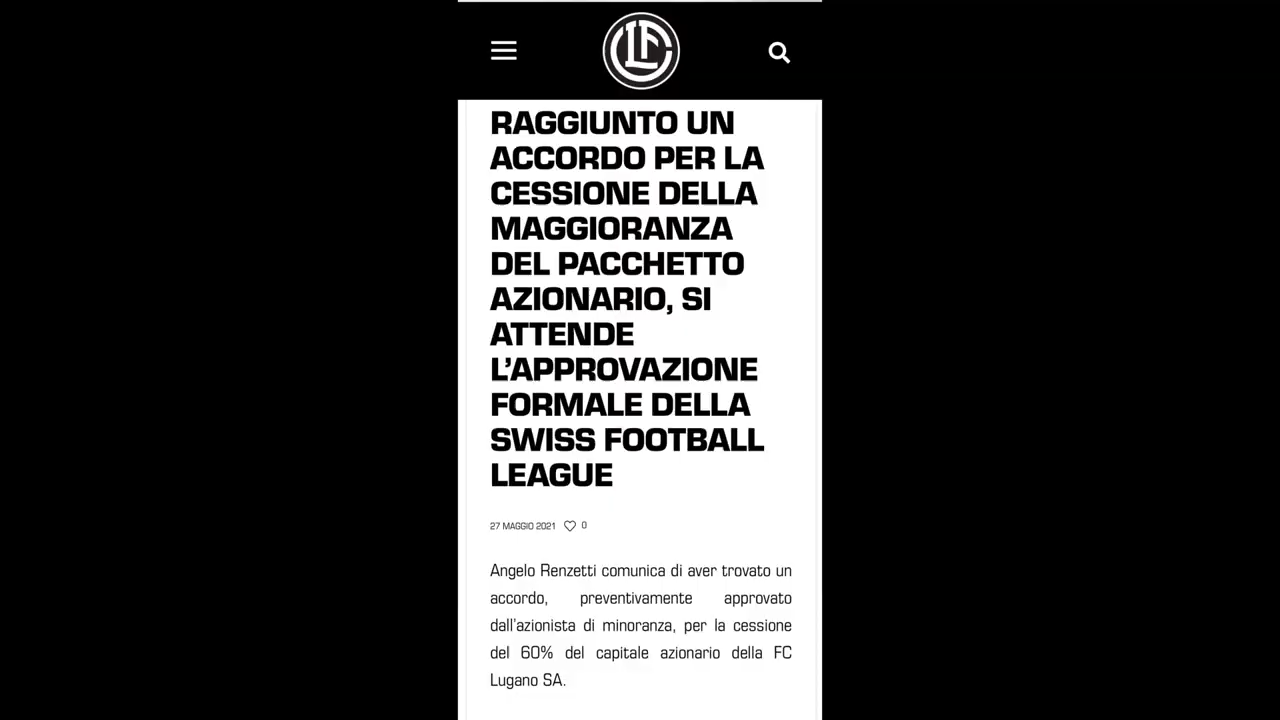 RAGGIUNTO UN
ACCORDO PER LA
CESSIONE DELLA
MAGGIORANZA
DEL PACCHETTO
AZIONARIO, SI
ATTENDE
L’APPROVAZIONE
FORMALE DELLA
SWISS FOOTBALL
LEAGUE
27 MAGGIO 2021 0
Angelo Renzetti comunica di aver trovato un
accordo, preventivamente approvato
dall’azionista di minoranza, per la cessione
del 60% del capitale azionario della FC
Lugano SA.